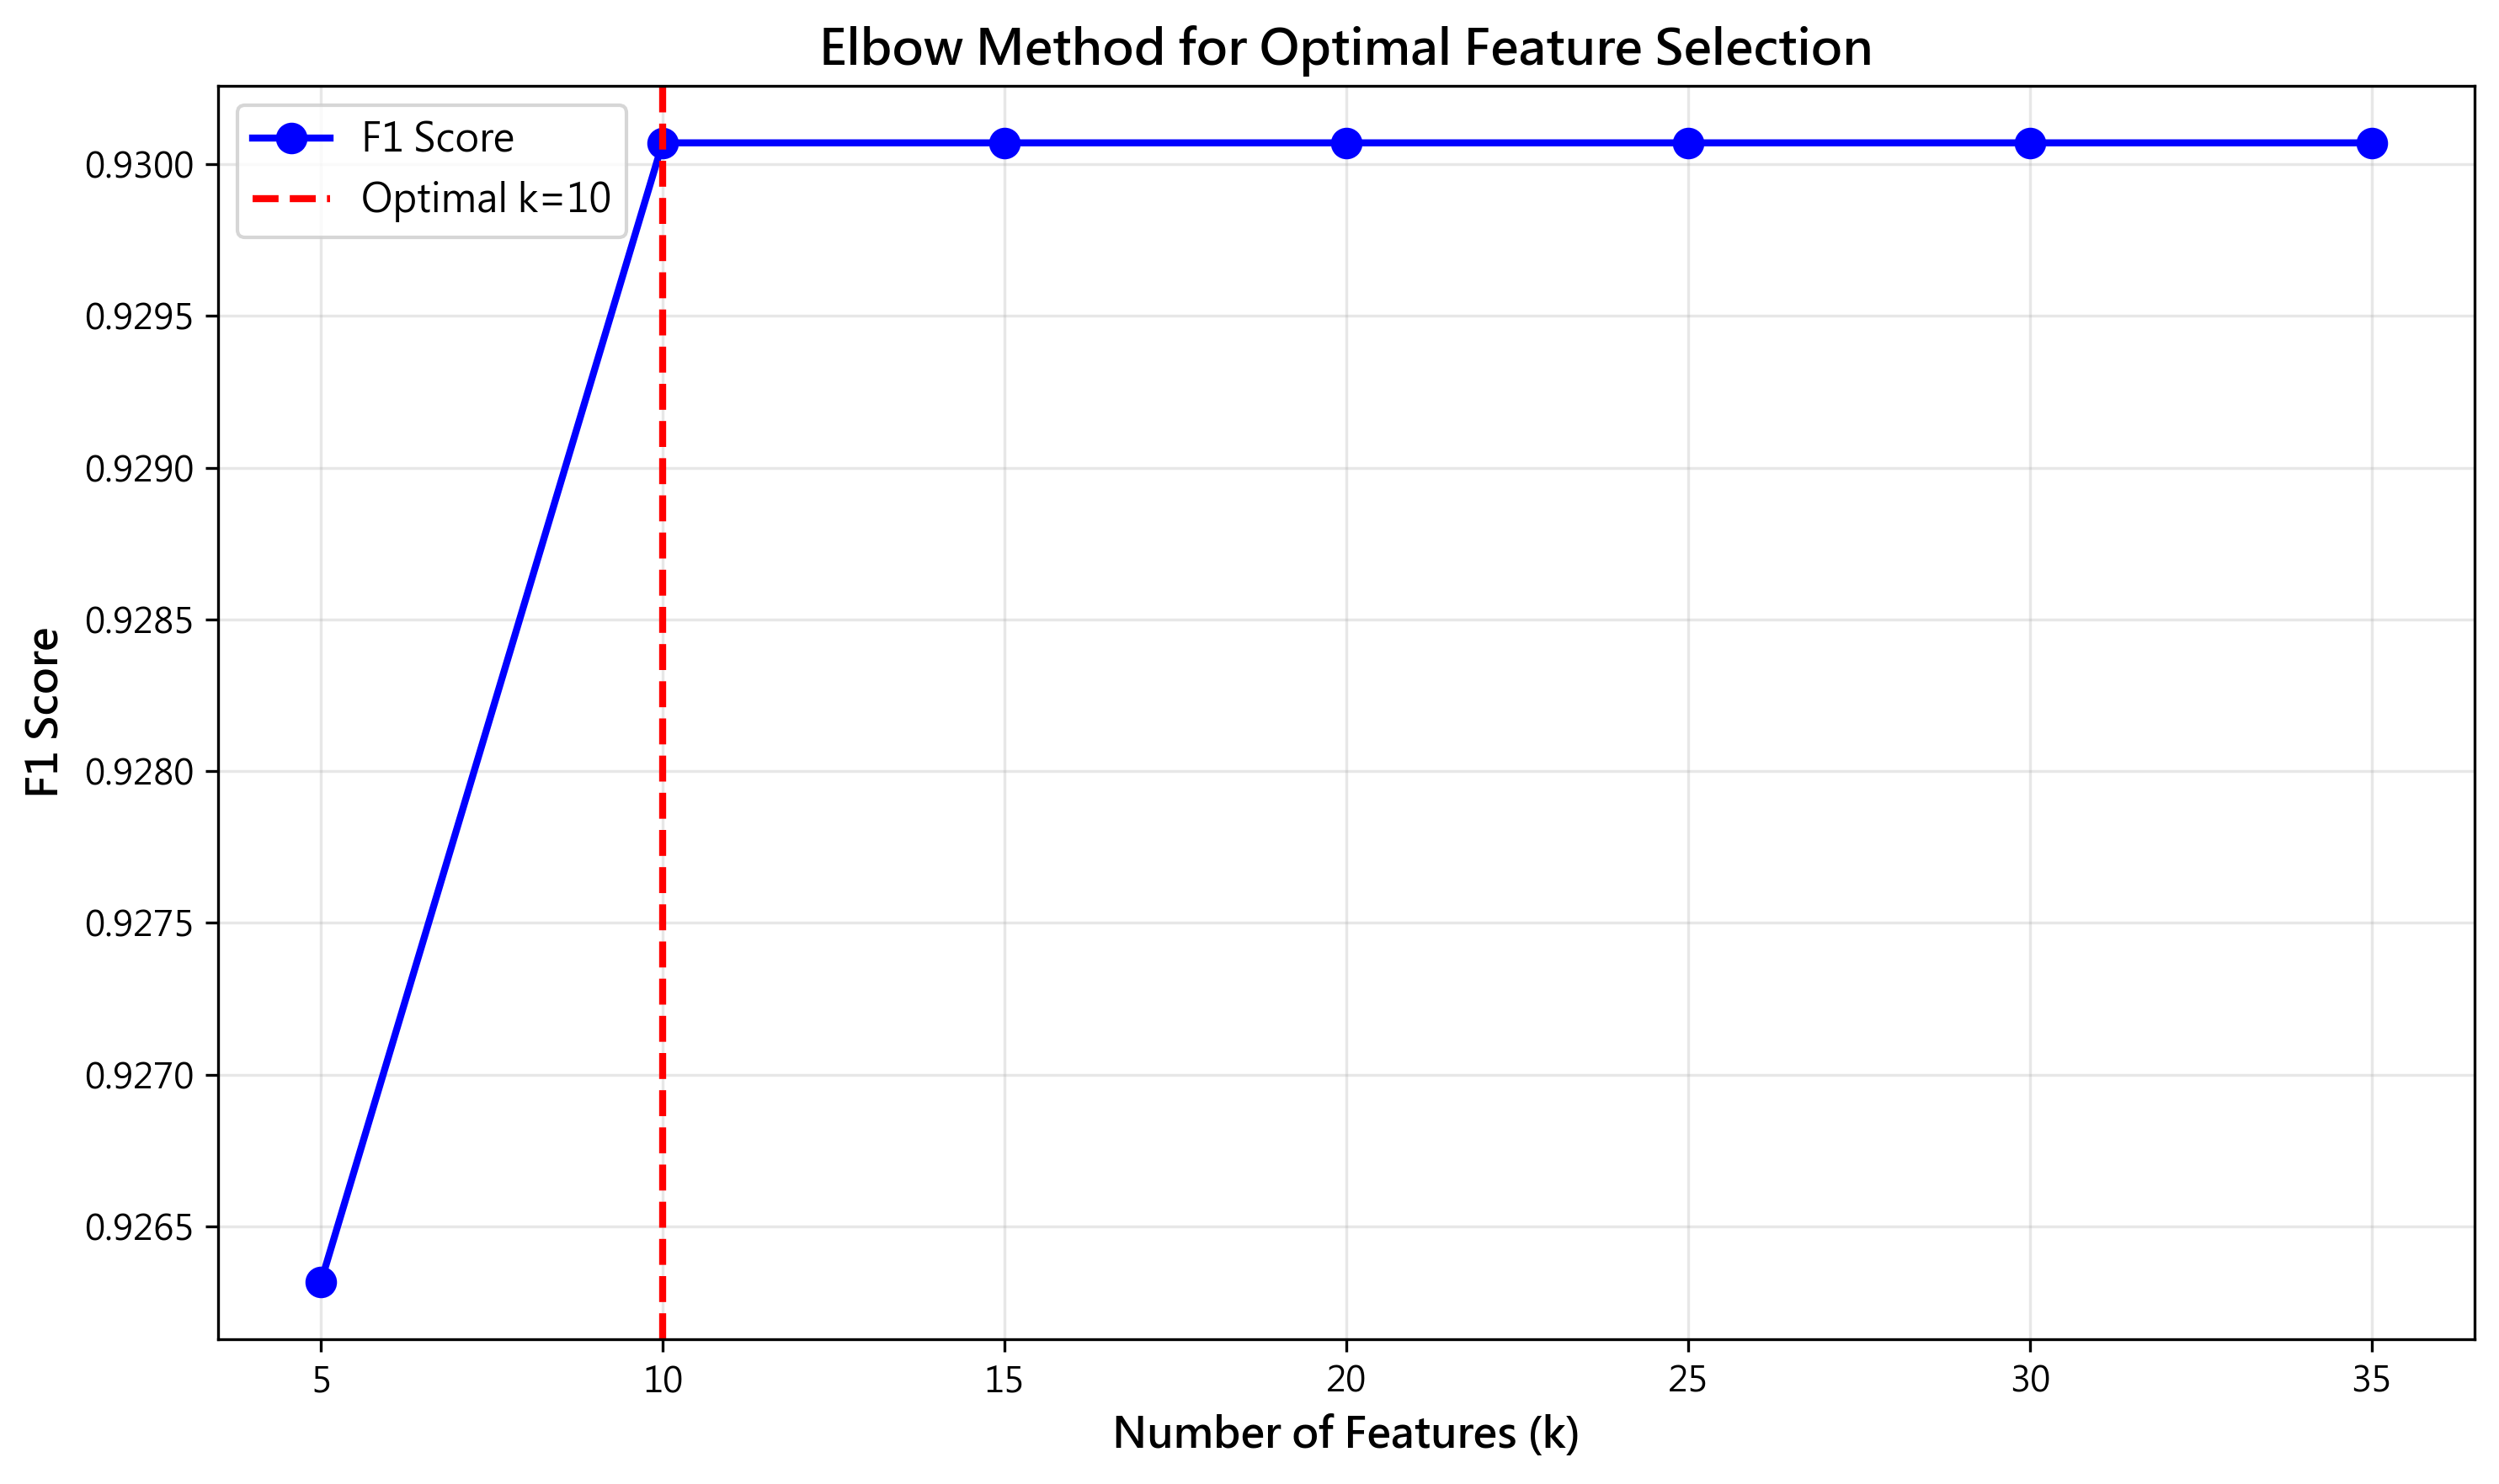 Elbow Method for Optimal Feature Selection
F1 Score
Optimal k=10
0.9300
0.9295
0.9290
0.9285
0.9280
0.9275
0.9270
0.9265
F1 Score
5 10 15 20 25 30 35
Number of Features (k)